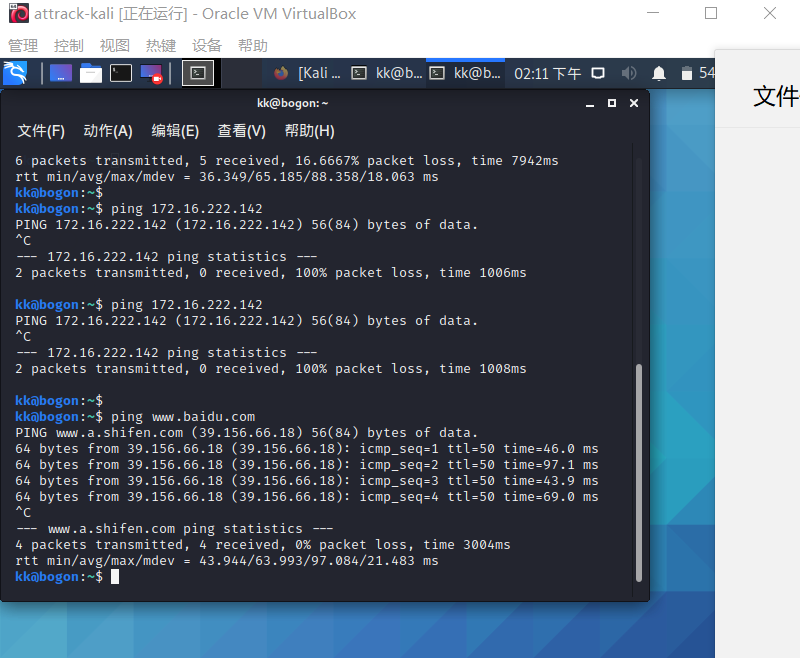 attrack-kali [正在运行] - Oracle VM VirtualBox
管理 控制 视图 热键 设备 帮助
[Kali ... kk@b... kk@b... 02:11 下午 54
kk@bogon: ~
文件(F) 动作(A) 编辑(E) 查看(V) 帮助(H)
文件
6 packets transmitted, 5 received, 16.6667% packet loss, time 7942ms
rtt min/avg/max/mdev = 36.349/65.185/88.358/18.063 ms
kk@bogon:~$
kk@bogon:~$ ping 172.16.222.142
PING 172.16.222.142 (172.16.222.142) 56(84) bytes of data.
^C
--- 172.16.222.142 ping statistics ---
2 packets transmitted, 0 received, 100% packet loss, time 1006ms
kk@bogon:~$ ping 172.16.222.142
PING 172.16.222.142 (172.16.222.142) 56(84) bytes of data.
^C
--- 172.16.222.142 ping statistics ---
2 packets transmitted, 0 received, 100% packet loss, time 1008ms
kk@bogon:~$
kk@bogon:~$ ping www.baidu.com
PING www.a.shifen.com (39.156.66.18) 56(84) bytes of data.
64 bytes from 39.156.66.18 (39.156.66.18): icmp_seq=1 ttl=50 time=46.0 ms
64 bytes from 39.156.66.18 (39.156.66.18): icmp_seq=2 ttl=50 time=97.1 ms
64 bytes from 39.156.66.18 (39.156.66.18): icmp_seq=3 ttl=50 time=43.9 ms
64 bytes from 39.156.66.18 (39.156.66.18): icmp_seq=4 ttl=50 time=69.0 ms
^C
--- www.a.shifen.com ping statistics ---
4 packets transmitted, 4 received, 0% packet loss, time 3004ms
rtt min/avg/max/mdev = 43.944/63.993/97.084/21.483 ms
kk@bogon:~$